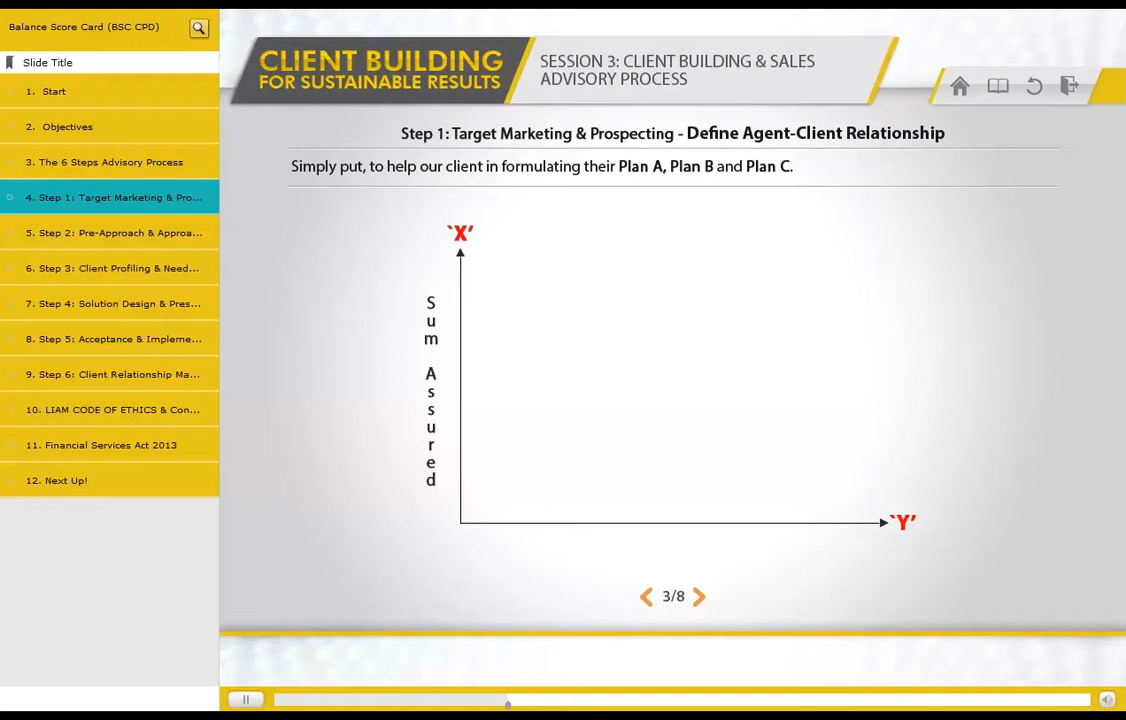 Balance Score Card (BSC CPD)
Slide Title
1. Start
2. Objectives
3. The 6 Steps Advisory Process
4. Step 1: Target Marketing & Pro...
5. Step 2: Pre-Approach & Approa...
6. Step 3: Client Profiling & Need...
7. Step 4: Solution Design & Pres...
8. Step 5: Acceptance & Impleme...
9. Step 6: Client Relationship Ma...
10. LIAM CODE OF ETHICS & Con...
11. Financial Services Act 2013
12. Next Up!
CLIENT BUILDING
FOR SUSTAINABLE RESULTS
SESSION 3: CLIENT BUILDING & SALES
ADVISORY PROCESS
Step 1: Target Marketing & Prospecting - Define Agent-Client Relationship
Simply put, to help our client in formulating their Plan A, Plan B and Plan C.
`X’
Sum Assured
`Y’
3/8